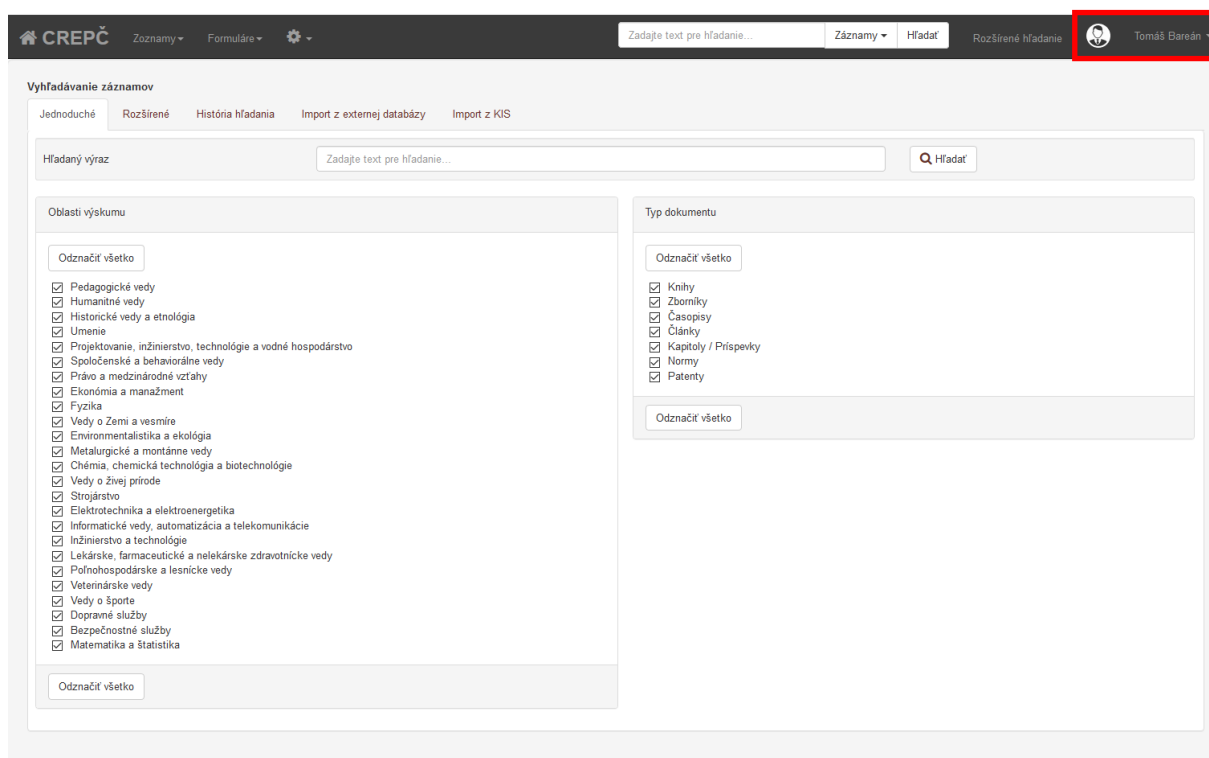 CREPČ Zoznamy Formuláre Zadajte text pre hľadanie... Záznamy Hľadať Rozšírené hľadanie Tomáš Bareán
Vyhľadávanie záznamov
Jednoduché Rozšírené História hľadania Import z externej databázy Import z KIS
Hľadaný výraz Zadajte text pre hľadanie... Hľadať
Oblasti výskumu
Odznačiť všetko
Pedagogické vedy
Humanitné vedy
Historické vedy a etnológia
Umenie
Projektovanie, inžinierstvo, technológie a vodné hospodárstvo
Spoločenské a behaviorálne vedy
Právo a medzinárodné vzťahy
Ekonómia a manažment
Fyzika
Vedy o Zemi a vesmíre
Environmentalistika a ekológia
Metalurgické a montánne vedy
Chémia, chemická technológia a biotechnológie
Vedy o živej prírode
Strojárstvo
Elektrotechnika a elektroenergetika
Informatické vedy, automatizácia a telekomunikácie
Inžinierstvo a technológie
Lekárske, farmaceutické a nelekárske zdravotnícke vedy
Poľnohospodárske a lesnícke vedy
Veterinárske vedy
Vedy o športe
Dopravné služby
Bezpečnostné služby
Matematika a štatistika
Odznačiť všetko
Typ dokumentu
Odznačiť všetko
Knihy
Zborníky
Časopisy
Články
Kapitoly / Príspevky
Normy
Patenty
Odznačiť všetko